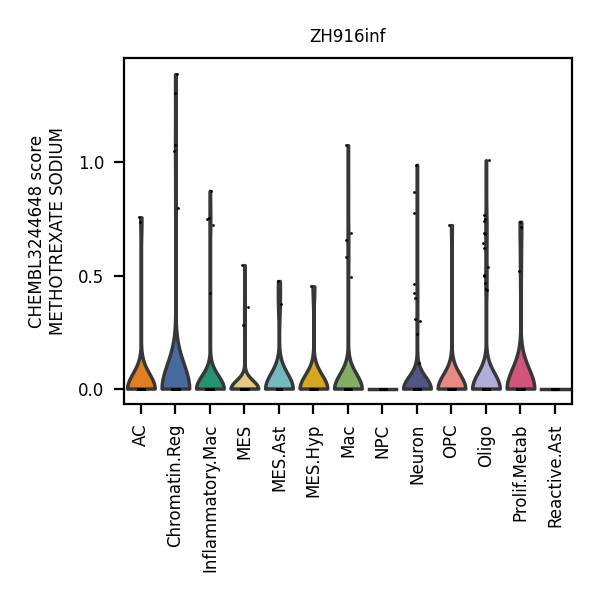 ZH916inf
CHEMBL3244648 score
METHOTREXATE SODIUM
1.0
0.5
0.0
AC
Chromatin.Reg
Inflammatory.Mac
MES
MES.Ast
MES.Hyp
Mac
NPC
Neuron
OPC
Oligo
Prolif.Metab
Reactive.Ast